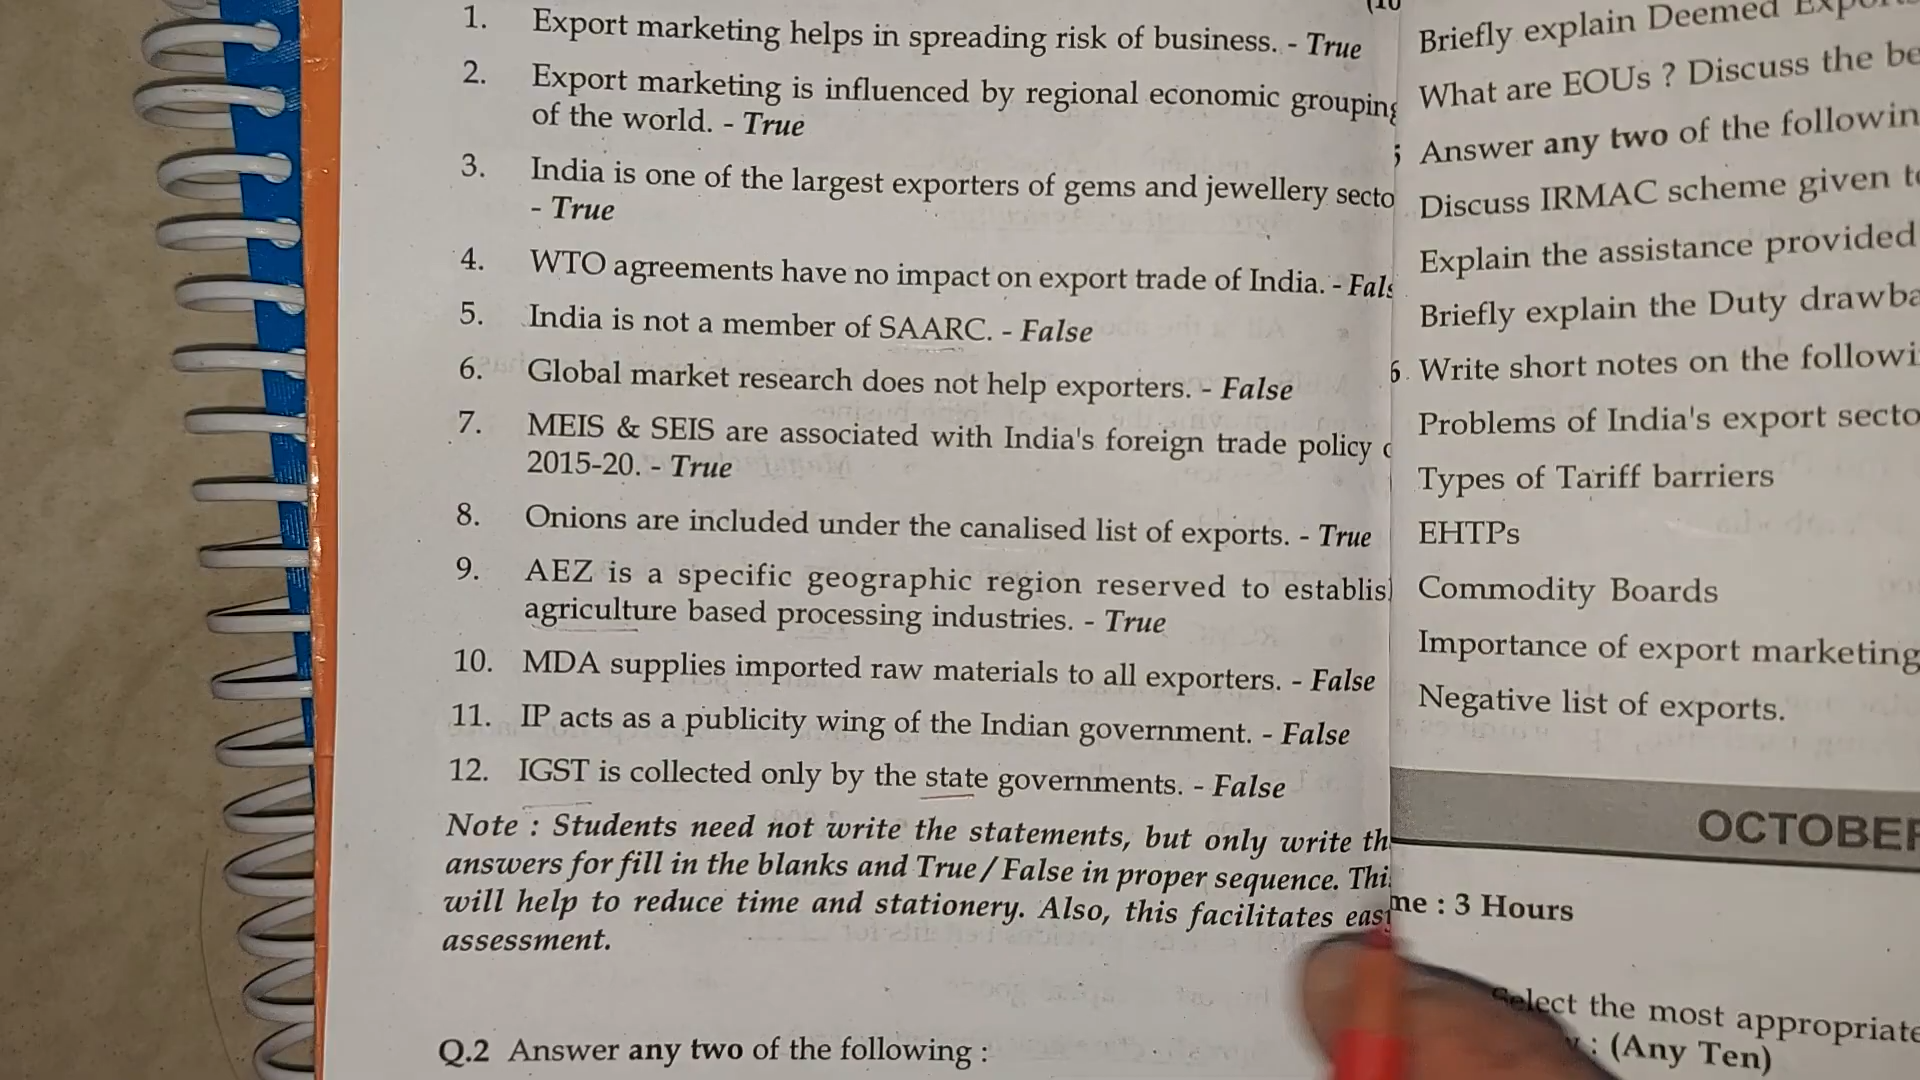 1. Export marketing helps in spreading risk of business. - True
2. Export marketing is influenced by regional economic grouping
of the world. - True
3. India is one of the largest exporters of gems and jewellery secto
- True
4. WTO agreements have no impact on export trade of India. - Fals
5. India is not a member of SAARC. - False
6. Global market research does not help exporters. - False
7. MEIS & SEIS are associated with India's foreign trade policy
2015-20. - True
8. Onions are included under the canalised list of exports. - True
9. AEZ is a specific geographic region reserved to establis
agriculture based processing industries. - True
10. MDA supplies imported raw materials to all exporters. - False
11. IP acts as a publicity wing of the Indian government. - False
12. IGST is collected only by the state governments. - False
Note : Students need not write the statements, but only write th
answers for fill in the blanks and True/False in proper sequence. Thi
will help to reduce time and stationery. Also, this facilitates easy
assessment.
Q.2 Answer any two of the following :
Briefly explain Deemed Exports
What are EOUs ? Discuss the be
Answer any two of the followin
Discuss IRMAC scheme given to
Explain the assistance provided
Briefly explain the Duty drawba
6. Write short notes on the followi
Problems of India's export secto
Types of Tariff barriers
EHTPs
Commodity Boards
Importance of export marketing
Negative list of exports.
OCTOBER
me : 3 Hours
Select the most appropriate
: (Any Ten)